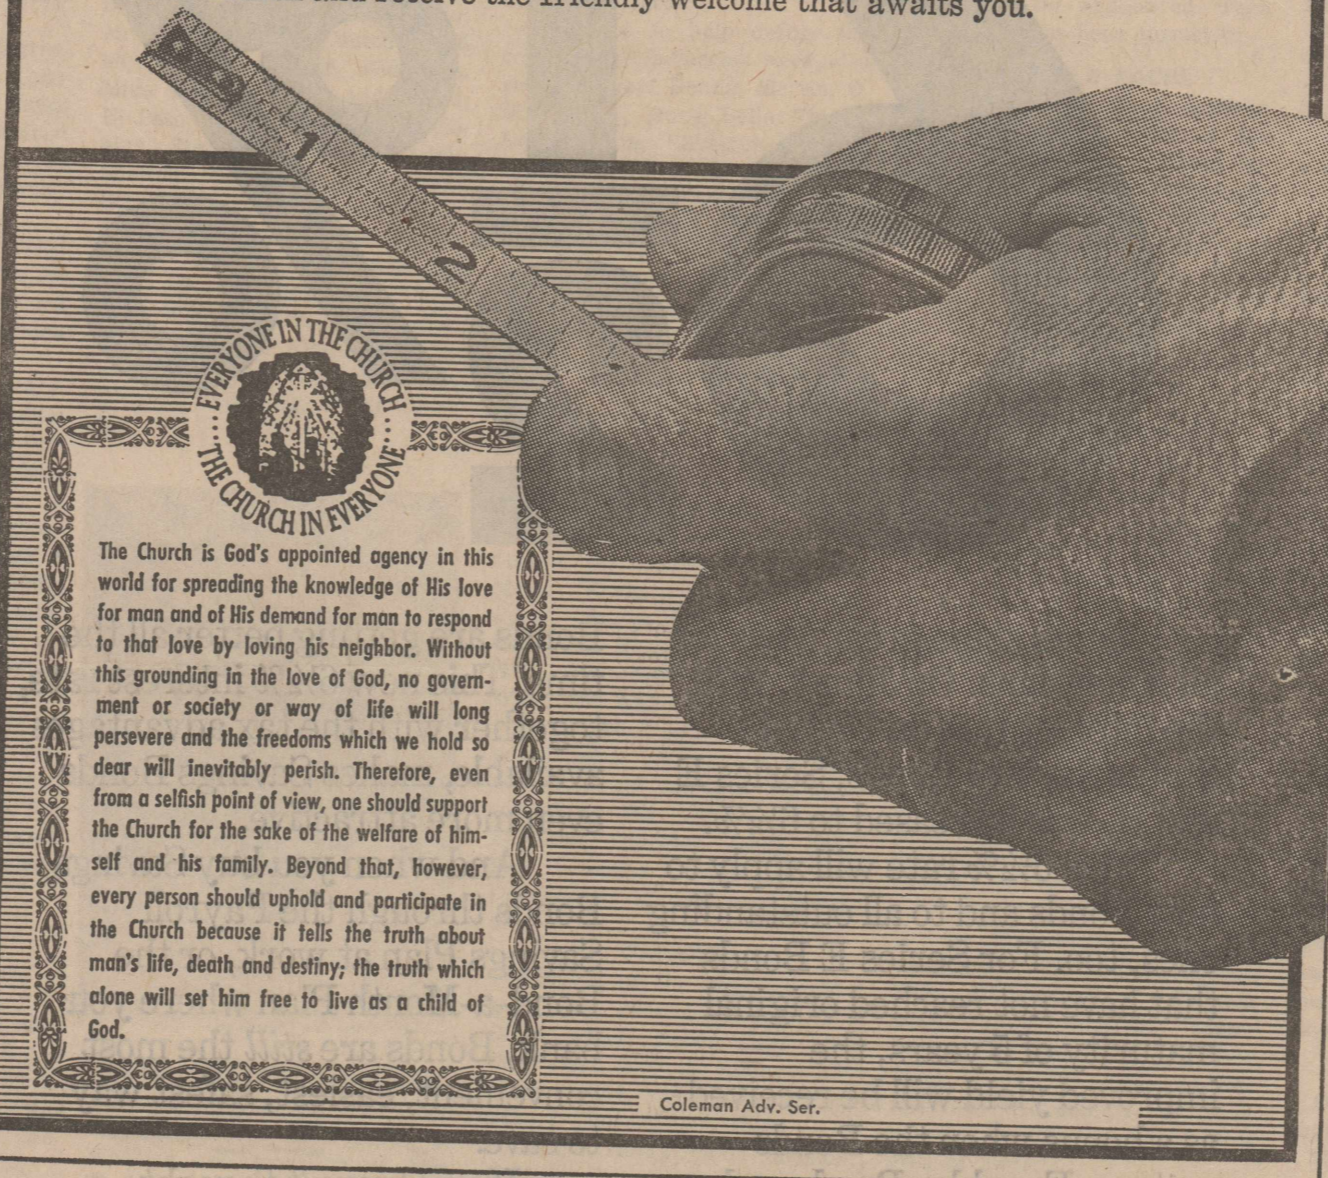 and receive the friendly welcome that awaits you.
1
2
EVERYONE IN THE CHURCH
THE CHURCH IN EVERYONE
The Church is God's appointed agency in this
world for spreading the knowledge of His love
for man and of His demand for man to respond
to that love by loving his neighbor. Without
this grounding in the love of God, no govern-
ment or society or way of life will long
persevere and the freedoms which we hold so
dear will inevitably perish. Therefore, even
from a selfish point of view, one should support
the Church for the sake of the welfare of him-
self and his family. Beyond that, however,
every person should uphold and participate in
the Church because it tells the truth about
man's life, death and destiny; the truth which
alone will set him free to live as a child of
God.
Coleman Adv. Ser.